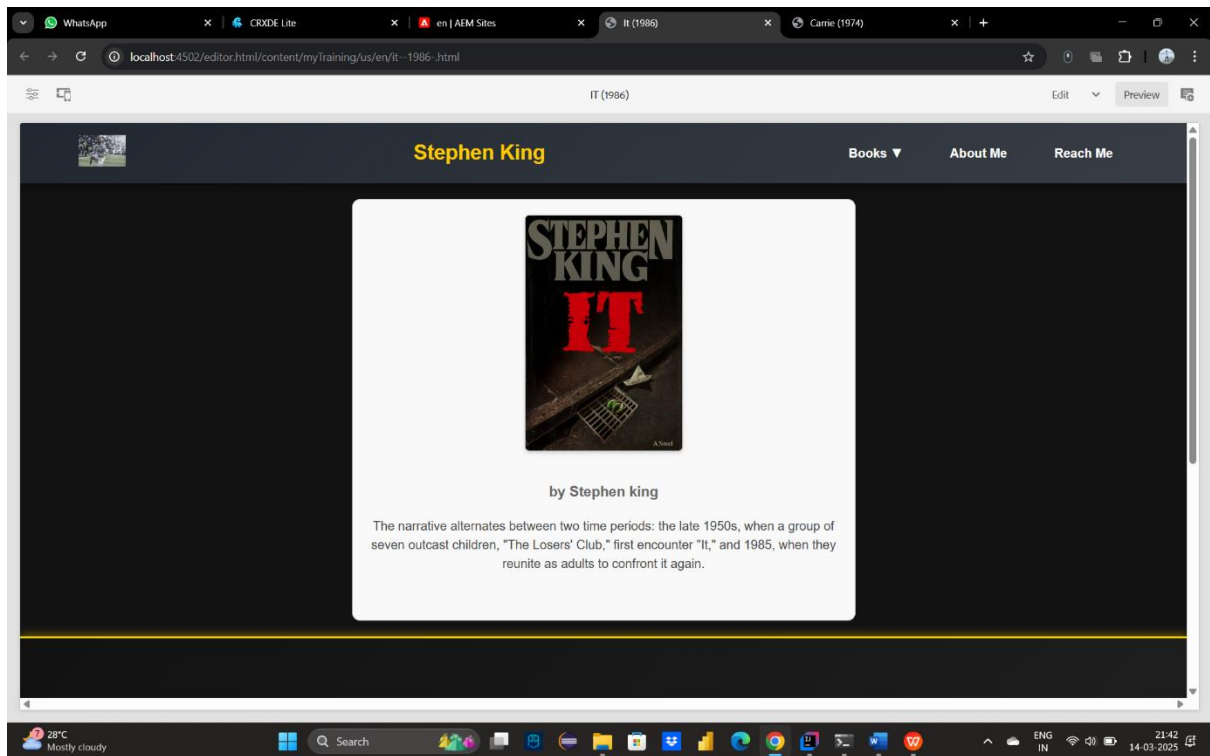 WhatsApp
CRXDE Lite
en | AEM Sites
It (1986)
Carrie (1974)
localhost:4502/editor.html/content/myTraining/us/en/it--1986-.html
IT (1986)
Edit
Preview
Stephen King
Books ▼
About Me
Reach Me
STEPHEN
KING
IT
A Novel
by Stephen king
The narrative alternates between two time periods: the late 1950s, when a group of
seven outcast children, "The Losers' Club," first encounter "It," and 1985, when they
reunite as adults to confront it again.
28°C
Mostly cloudy
Search
ENG
IN
21:42
14-03-2025